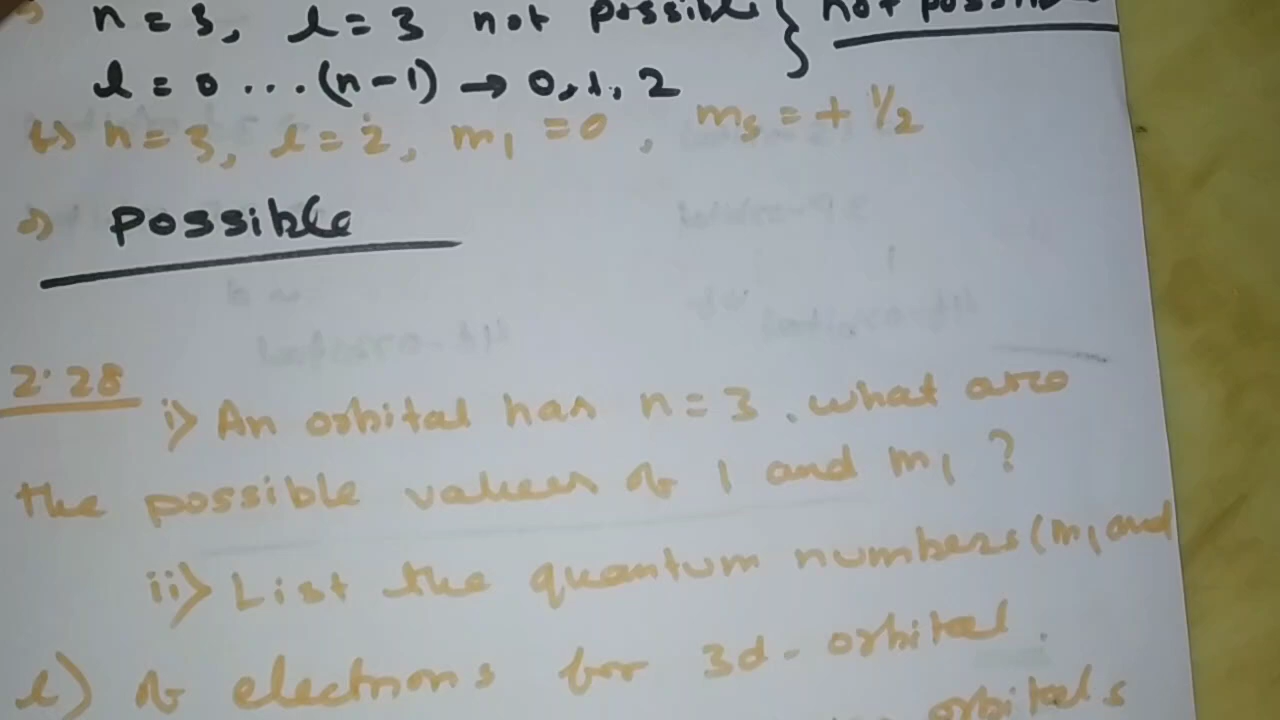 n = 3, l = 3 not possible } not possible
l = 0 ...(n-1) → 0, 1, 2
n = 3, l = 2, m₁ = 0, mₛ = + 1/2
possible
2.28
i) An orbital has n = 3. what are
the possible values of l and m₁ ?
ii) List the quantum numbers (m₁ and
l) of electrons for 3d-orbital.
orbitals